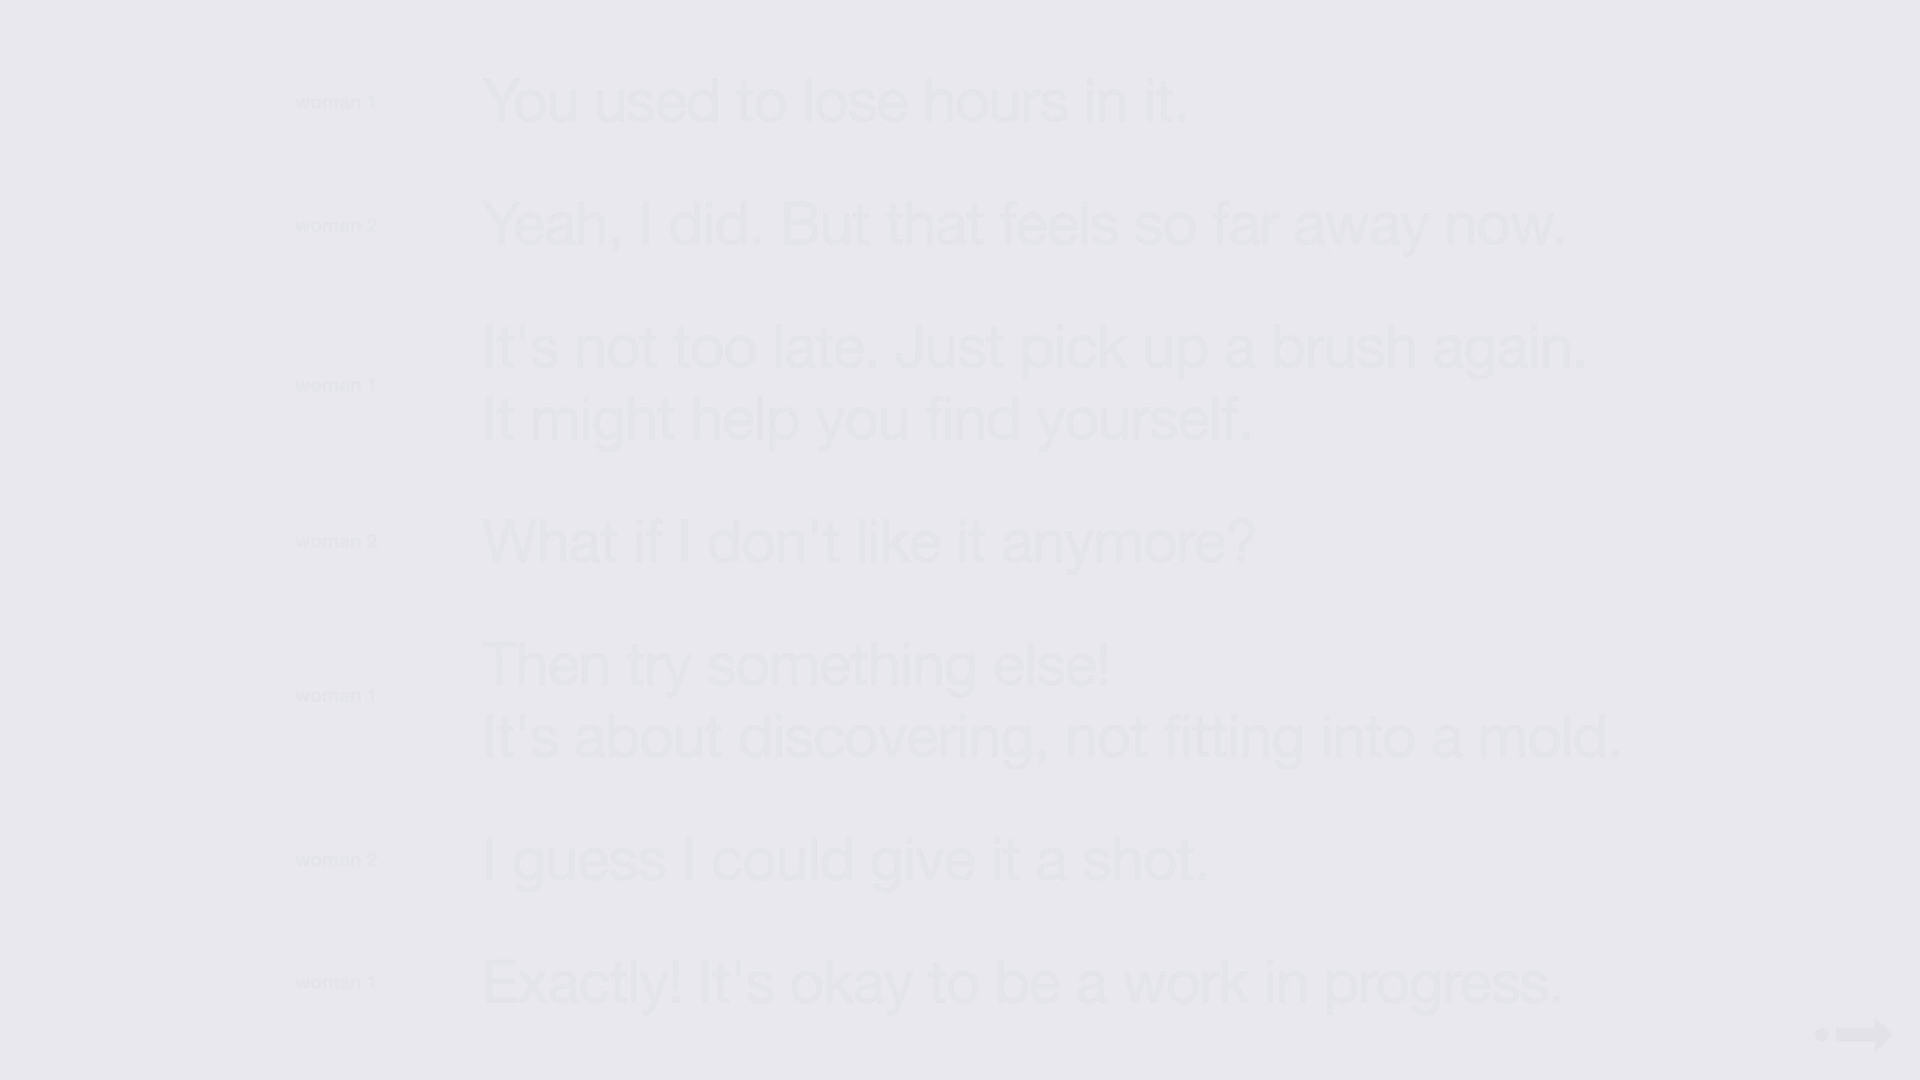 woman 1 You used to lose hours in it.
woman 2 Yeah, I did. But that feels so far away now.
woman 1 It's not too late. Just pick up a brush again.
It might help you find yourself.
woman 2 What if I don't like it anymore?
woman 1 Then try something else!
It's about discovering, not fitting into a mold.
woman 2 I guess I could give it a shot.
woman 1 Exactly! It's okay to be a work in progress.